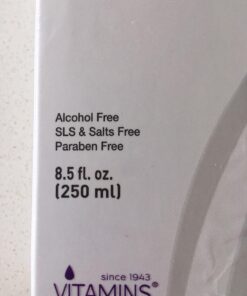 Alcohol Free
SLS & Salts Free
Paraben Free
8.5 fl. oz.
(250 ml)
since 1943
VITAMINS®